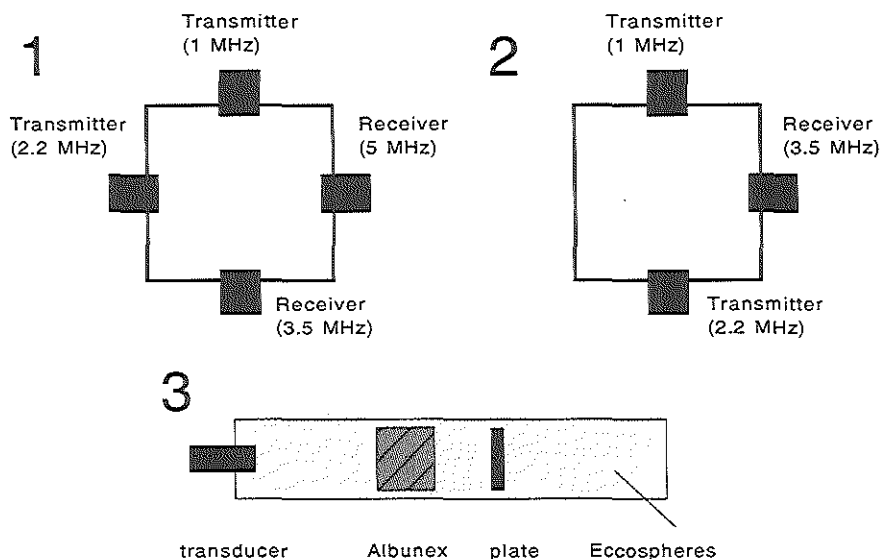 1
Transmitter
(1 MHz)
Transmitter
(2.2 MHz)
Receiver
(5 MHz)
Receiver
(3.5 MHz)
2
Transmitter
(1 MHz)
Receiver
(3.5 MHz)
Transmitter
(2.2 MHz)
3
transducer Albunex plate Eccospheres